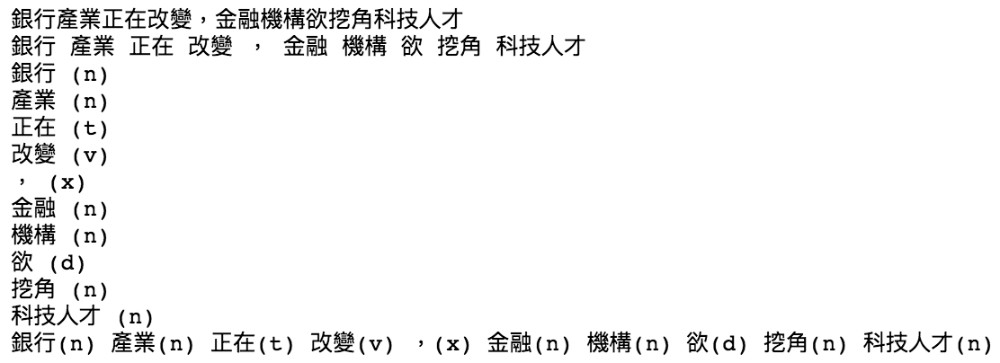 銀行產業正在改變，金融機構欲挖角科技人才
銀行 產業 正在 改變 ， 金融 機構 欲 挖角 科技人才
銀行 (n)
產業 (n)
正在 (t)
改變 (v)
， (x)
金融 (n)
機構 (n)
欲 (d)
挖角 (n)
科技人才 (n)
銀行(n) 產業(n) 正在(t) 改變(v) ，(x) 金融(n) 機構(n) 欲(d) 挖角(n) 科技人才(n)